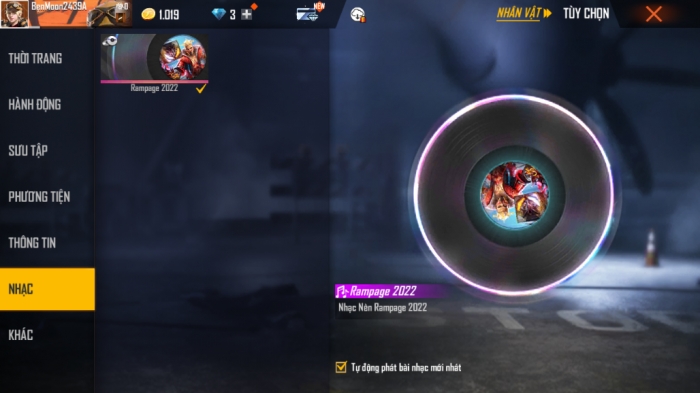 BenMoon2439A
1.019
3
NEW
NHÂN VẬT
TÙY CHỌN
THỜI TRANG
HÀNH ĐỘNG
SƯU TẬP
PHƯƠNG TIỆN
THÔNG TIN
NHẠC
KHÁC
Rampage 2022
Rampage 2022
Nhạc Nền Rampage 2022
Tự động phát bài nhạc mới nhất